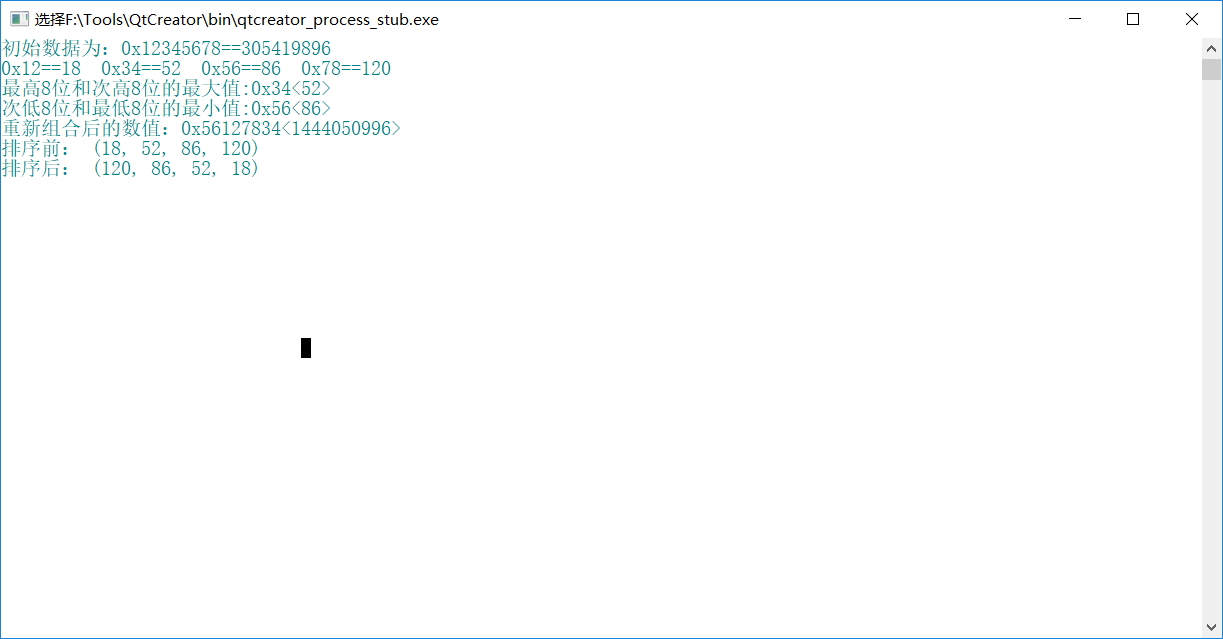 选择F:\Tools\QtCreator\bin\qtcreator_process_stub.exe
初始数据为：0x12345678==305419896
0x12==18  0x34==52  0x56==86  0x78==120
最高8位和次高8位的最大值:0x34<52>
次低8位和最低8位的最小值:0x56<86>
重新组合后的数值：0x56127834<1444050996>
排序前： (18, 52, 86, 120)
排序后： (120, 86, 52, 18)